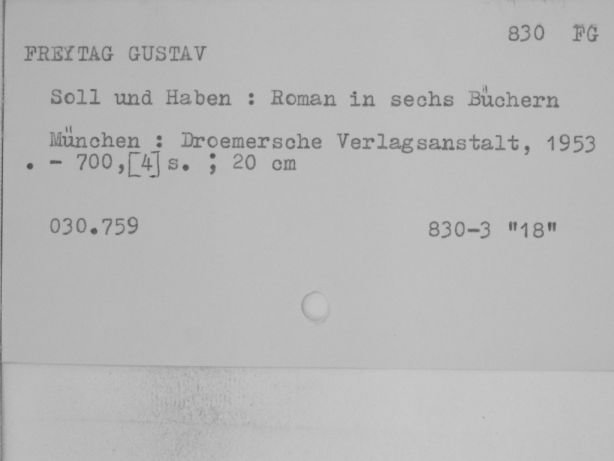 830 FG
FREYTAG GUSTAV
Soll und Haben : Roman in sechs Büchern
München : Droemersche Verlagsanstalt, 1953
. - 700,[4] s. ; 20 cm
030.759 830-3 "18"